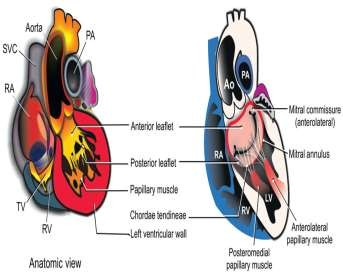 Aorta
PA
SVC
RA
TV
RV
Anterior leaflet
Posterior leaflet
Papillary muscle
Chordae tendineae
Left ventricular wall
Anatomic view
Ao
PA
RA
RV
LV
Mitral commissure
(anterolateral)
Mitral annulus
Anterolateral
papillary muscle
Posteromedial
papillary muscle